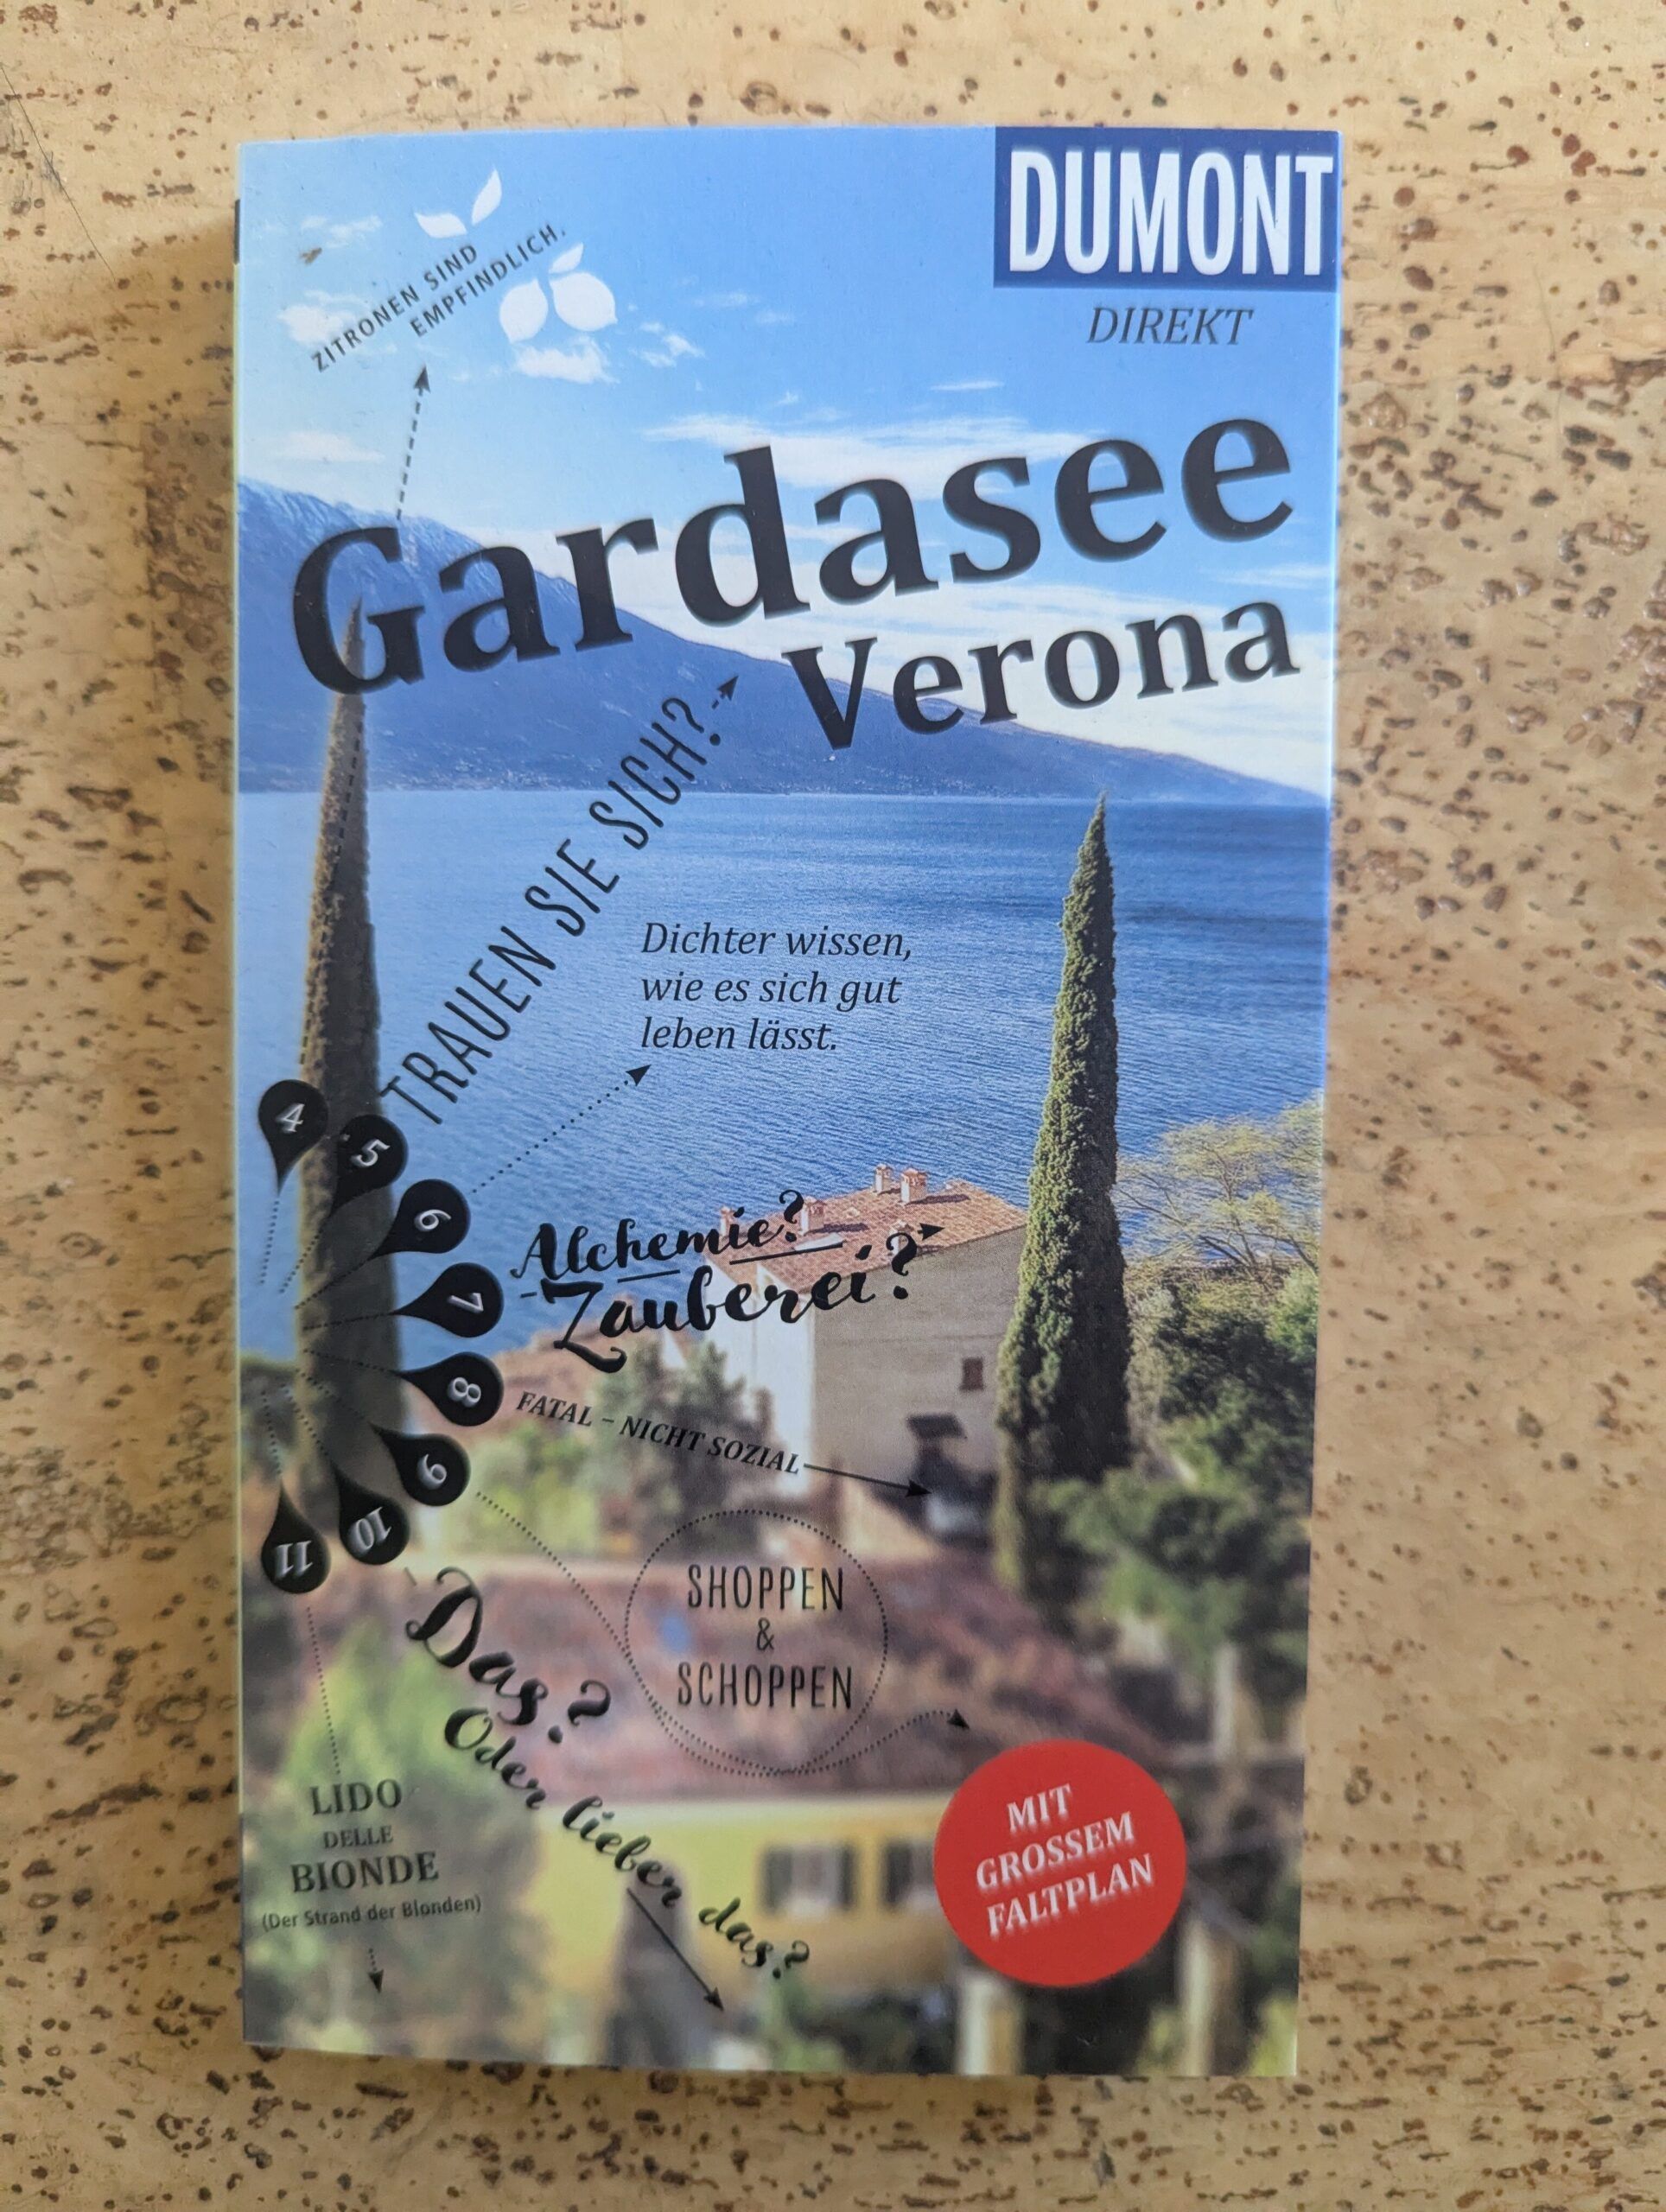 DUMONT
DIREKT
ZITRONEN SIND
EMPFINDLICH.
Gardasee
Verona
TRAUEN SIE SICH?
Dichter wissen,
wie es sich gut
leben lässt.
4
5
6
7
8
9
10
11
Alchemie?
Zauberei?
FATAL – NICHT SOZIAL
SHOPPEN
&
SCHOPPEN
Das?
Oder lieber das?
LIDO
DELLE
BIONDE
(Der Strand der Blonden)
MIT
GROSSEM
FALTPLAN